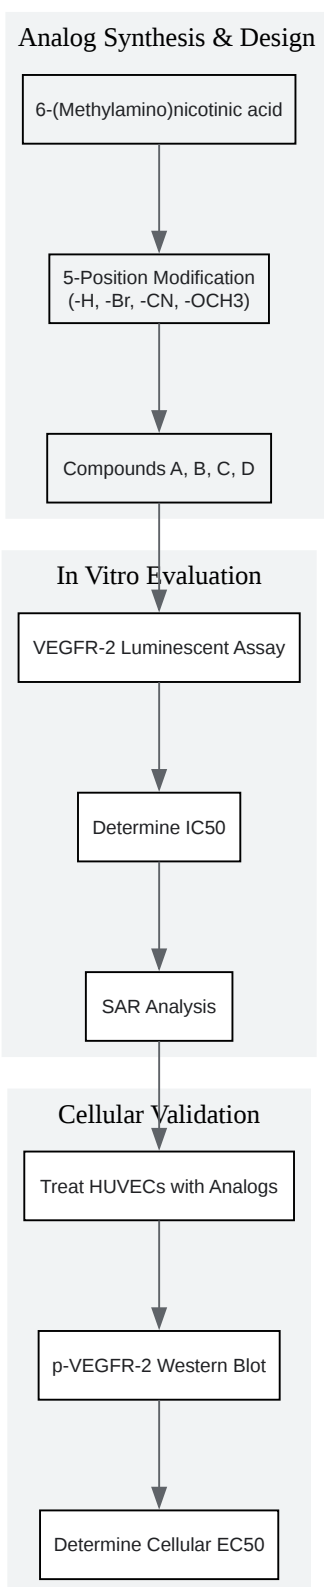 Analog Synthesis & Design
6-(Methylamino)nicotinic acid
5-Position Modification
(-H, -Br, -CN, -OCH3)
Compounds A, B, C, D
In Vitro Evaluation
VEGFR-2 Luminescent Assay
Determine IC50
SAR Analysis
Cellular Validation
Treat HUVECs with Analogs
p-VEGFR-2 Western Blot
Determine Cellular EC50